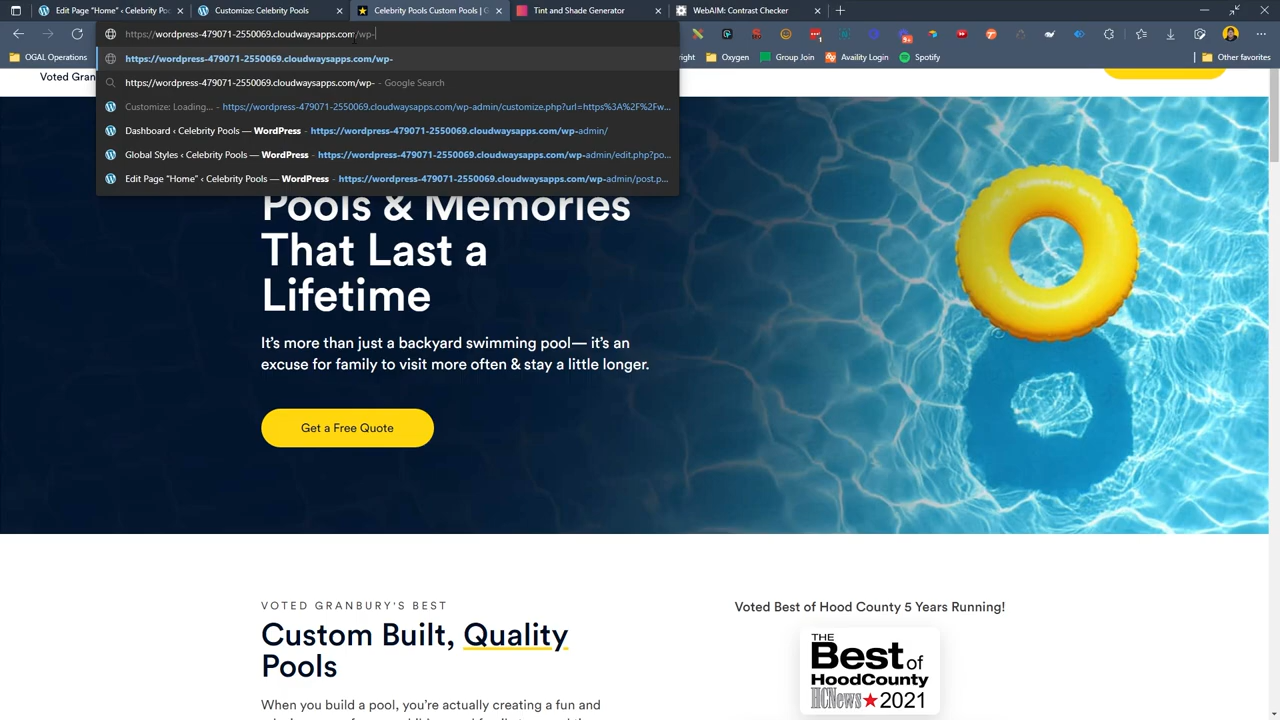 Edit Page "Home" ‹ Celebrity Po
Customize: Celebrity Pools
Celebrity Pools Custom Pools | G
Tint and Shade Generator
WebAIM: Contrast Checker
https://wordpress-479071-2550069.cloudwaysapps.com/wp-
OGAL Operations
right
Oxygen
Group Join
Availity Login
Spotify
Other favorites
https://wordpress-479071-2550069.cloudwaysapps.com/wp-
https://wordpress-479071-2550069.cloudwaysapps.com/wp- - Google Search
Customize: Loading... - https://wordpress-479071-2550069.cloudwaysapps.com/wp-admin/customize.php?url=https%3A%2F%2Fw...
Dashboard ‹ Celebrity Pools — WordPress - https://wordpress-479071-2550069.cloudwaysapps.com/wp-admin/
Global Styles ‹ Celebrity Pools — WordPress - https://wordpress-479071-2550069.cloudwaysapps.com/wp-admin/edit.php?po...
Edit Page "Home" ‹ Celebrity Pools — WordPress - https://wordpress-479071-2550069.cloudwaysapps.com/wp-admin/post.p...
Voted Gran
Pools & Memories
That Last a
Lifetime
It's more than just a backyard swimming pool— it's an
excuse for family to visit more often & stay a little longer.
Get a Free Quote
VOTED GRANBURY'S BEST
Custom Built, Quality
Pools
When you build a pool, you're actually creating a fun and
Voted Best of Hood County 5 Years Running!
THE
Best of
HOODCOUNTY
HCNews★2021